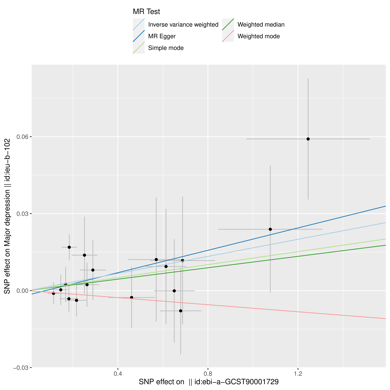 MR Test
Inverse variance weighted
Weighted median
MR Egger
Weighted mode
Simple mode
SNP effect on Major depression || id:ieu-b-102
0.06
0.03
0.00
−0.03
0.4
0.8
1.2
SNP effect on || id:ebi-a-GCST90001729